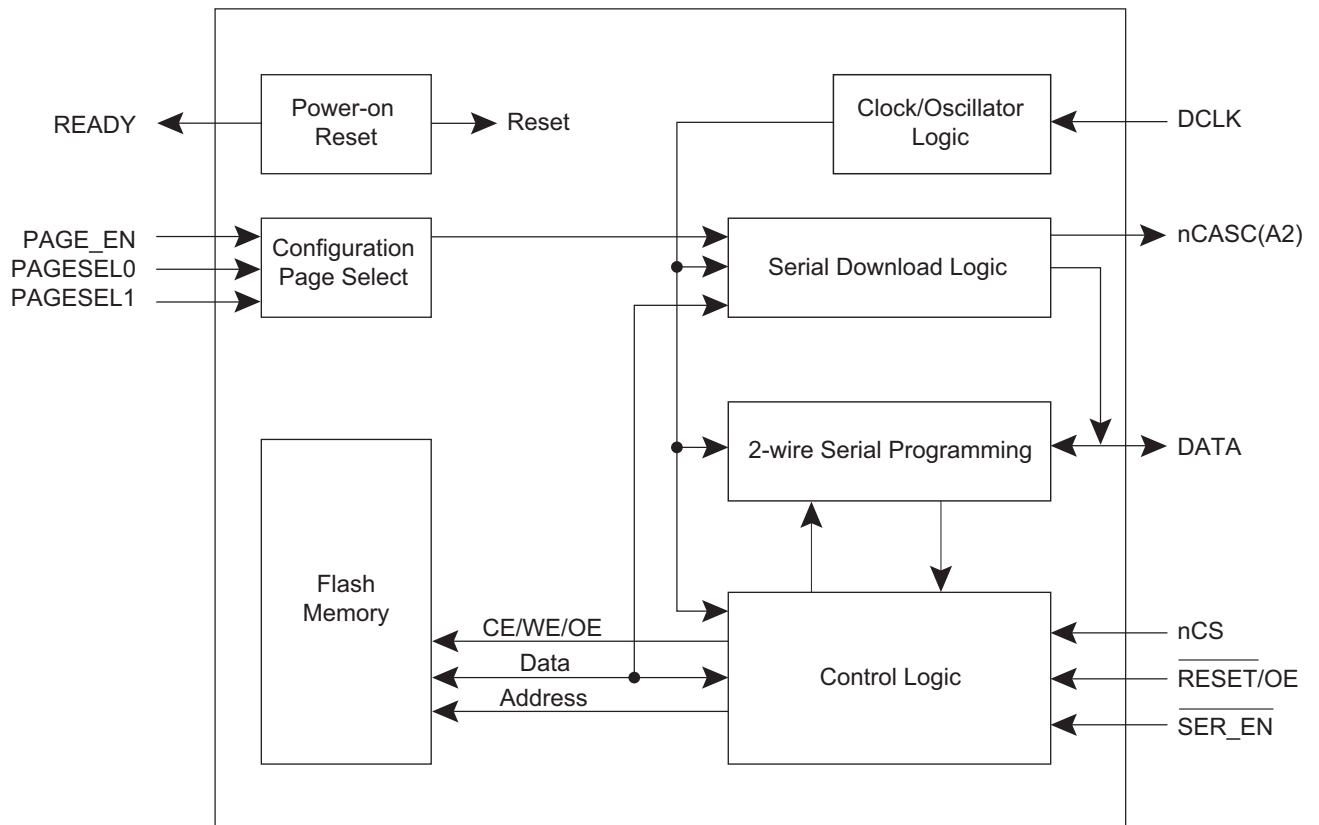 READY
Power-on
Reset
Reset
Clock/Oscillator
Logic
DCLK
PAGE_EN
PAGESEL0
PAGESEL1
Configuration
Page Select
Serial Download Logic
nCASC(A2)
2-wire Serial Programming
DATA
Flash
Memory
CE/WE/OE
Data
Address
Control Logic
nCS
RESET/OE
SER_EN